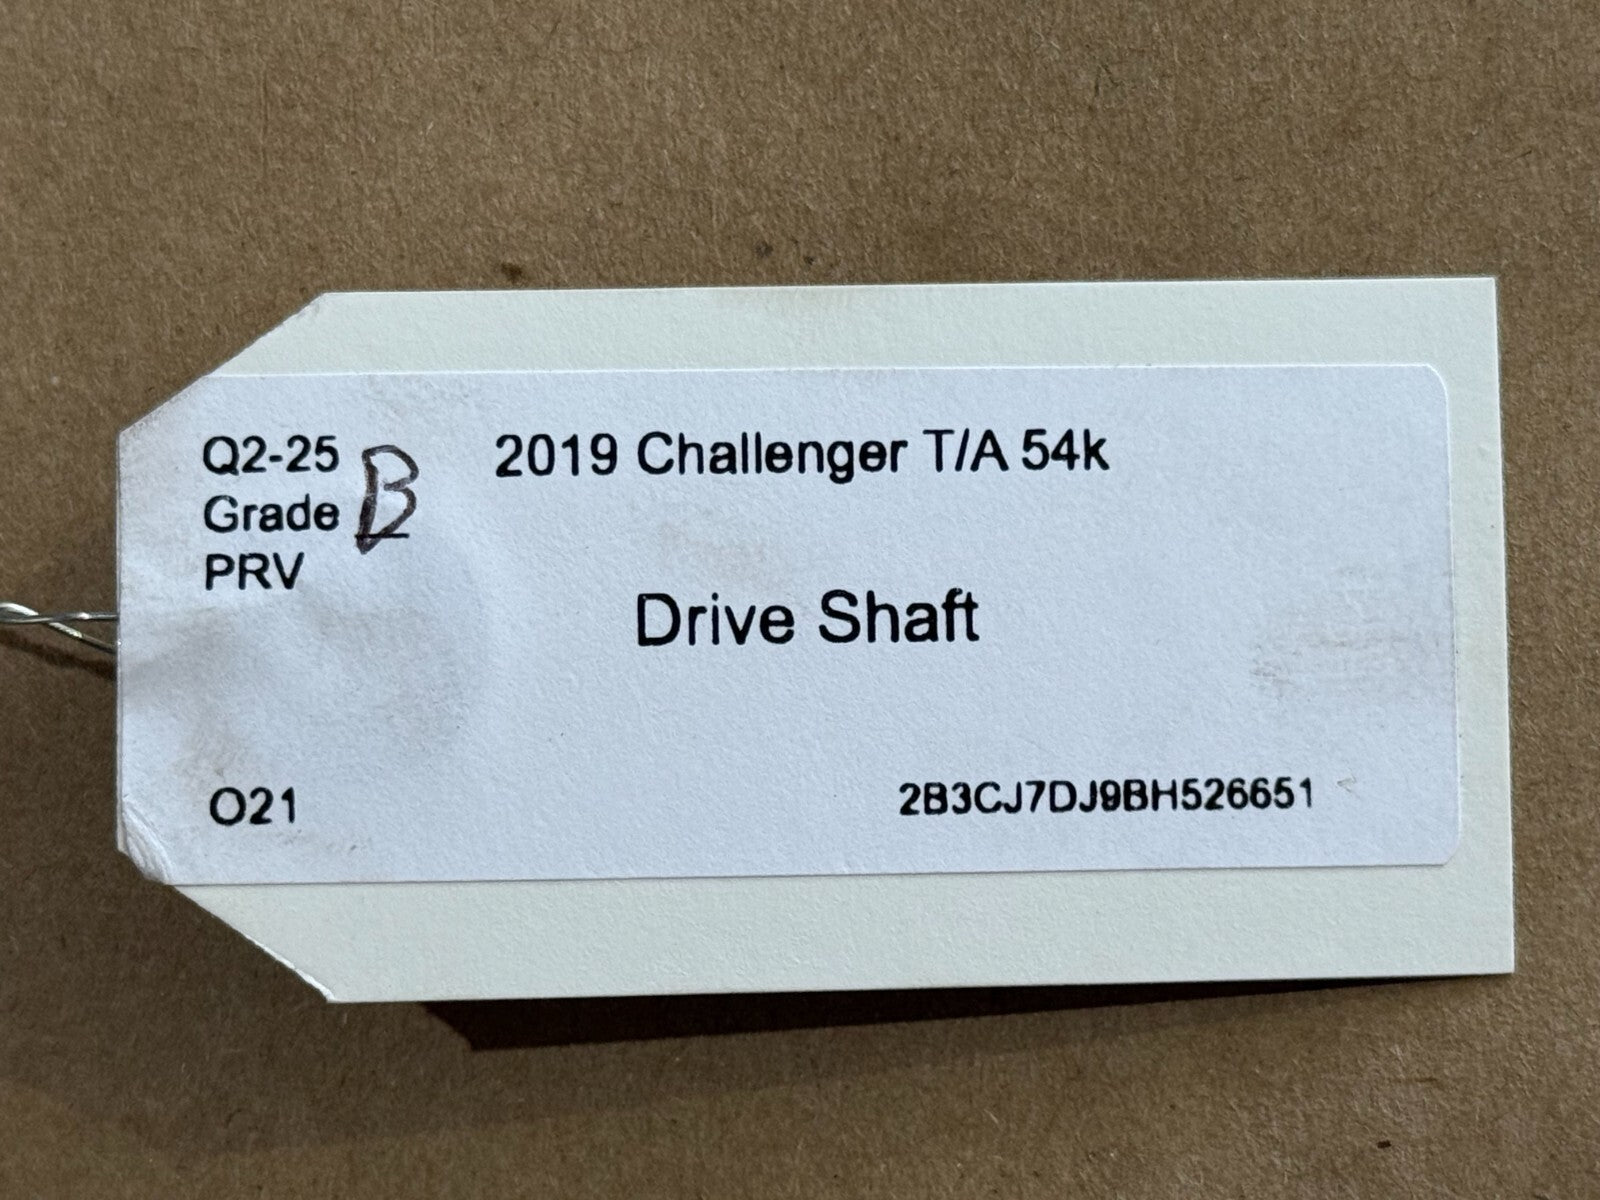 Q2-25
Grade B
PRV
2019 Challenger T/A 54k
Drive Shaft
O21
2B3CJ7DJ9BH526651